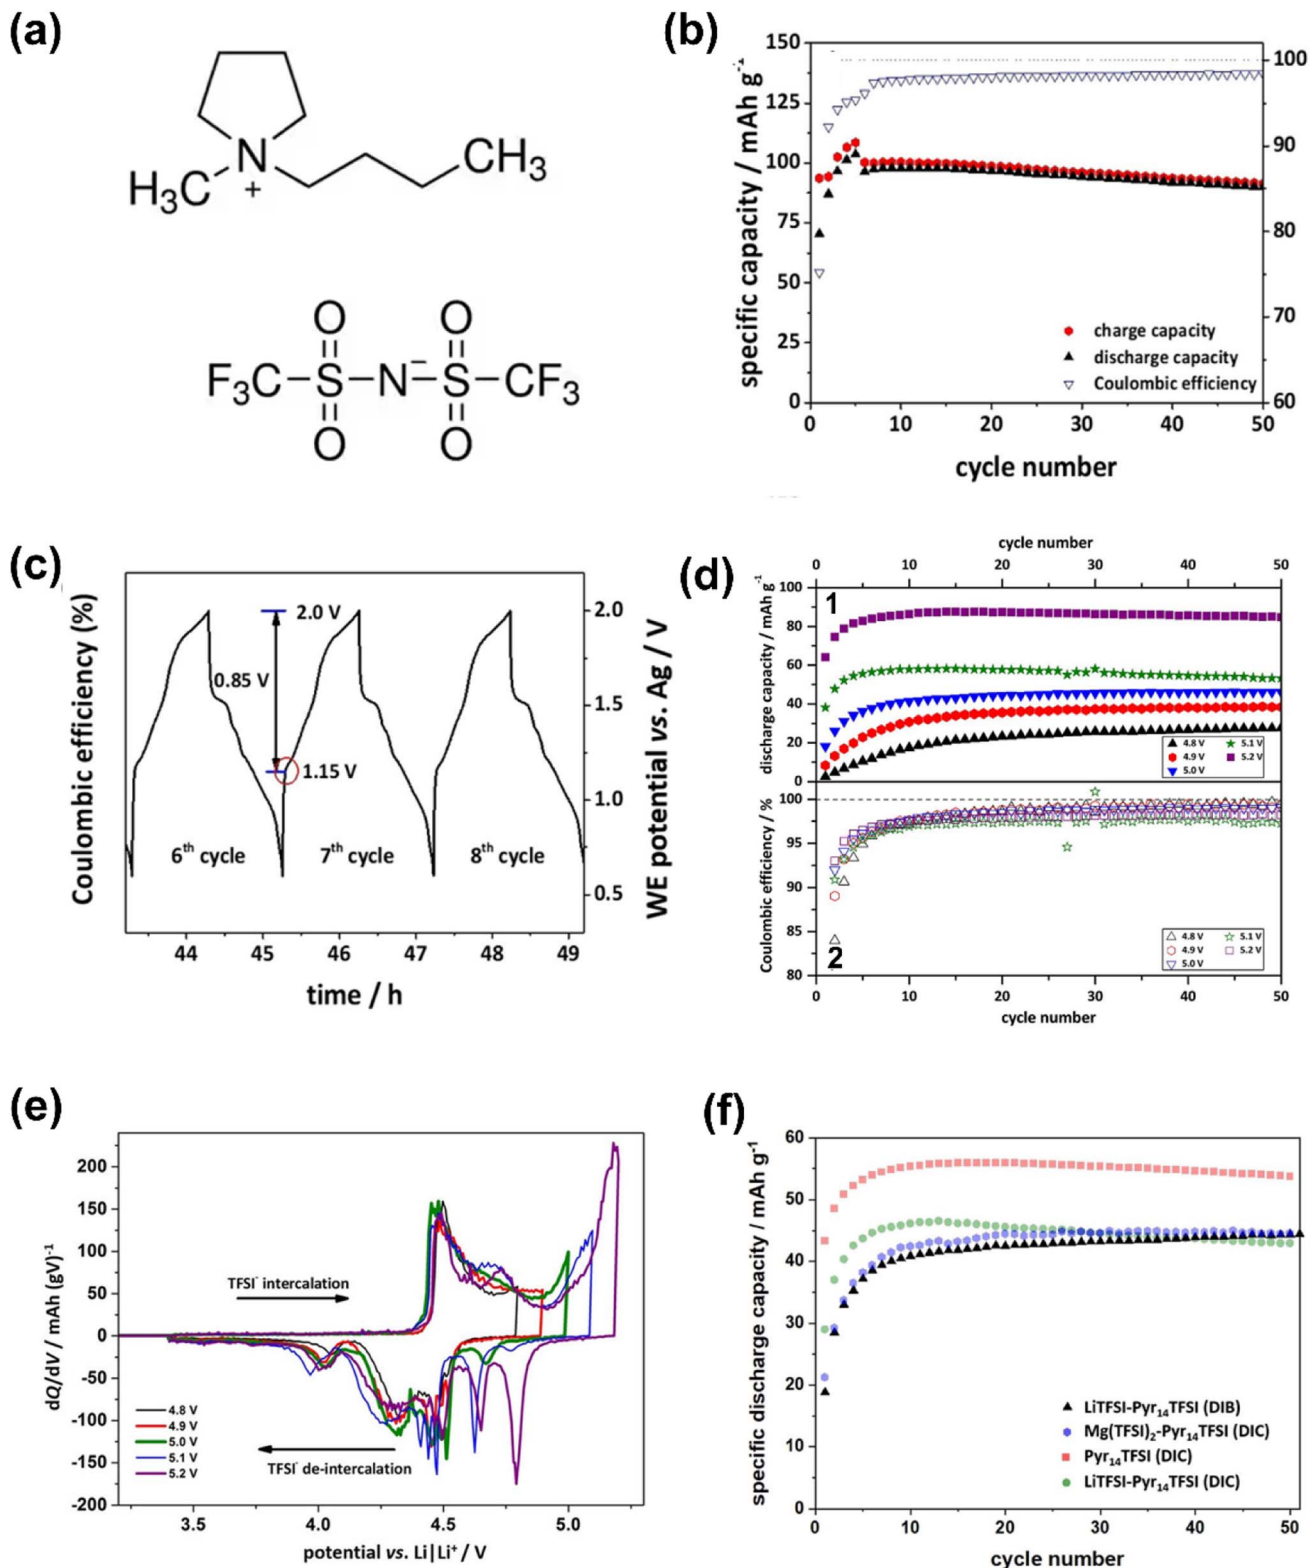 (a)
N
+
H₃C
CH₃
O O
F₃C–S–N⁻–S–CF₃
O O
(b)
specific capacity / mAh g⁻¹
150
125
100
75
50
25
0
100
90
80
70
60
charge capacity
discharge capacity
Coulombic efficiency
0 10 20 30 40 50
cycle number
(c)
Coulombic efficiency (%)
2.0 V
0.85 V
1.15 V
6th cycle
7th cycle
8th cycle
2.0
1.5
1.0
0.5
WE potential vs. Ag / V
44 45 46 47 48 49
time / h
(d)
cycle number
0 10 20 30 40 50
discharge capacity / mAh g⁻¹
100
80
60
40
20
0
1
4.8 V 5.1 V
4.9 V 5.2 V
5.0 V
Coulombic efficiency / %
100
95
90
85
80
2
4.8 V 5.1 V
4.9 V 5.2 V
5.0 V
0 10 20 30 40 50
cycle number
(e)
dQ/dV / mAh (gV)⁻¹
200
150
100
50
0
-50
-100
-150
-200
TFSI⁻ intercalation
TFSI⁻ de-intercalation
4.8 V
4.9 V
5.0 V
5.1 V
5.2 V
3.5 4.0 4.5 5.0
potential vs. Li|Li⁺ / V
(f)
specific discharge capacity / mAh g⁻¹
60
50
40
30
20
10
0
LiTFSI-Pyr₁₄TFSI (DIB)
Mg(TFSI)₂-Pyr₁₄TFSI (DIC)
Pyr₁₄TFSI (DIC)
LiTFSI-Pyr₁₄TFSI (DIC)
0 10 20 30 40 50
cycle number